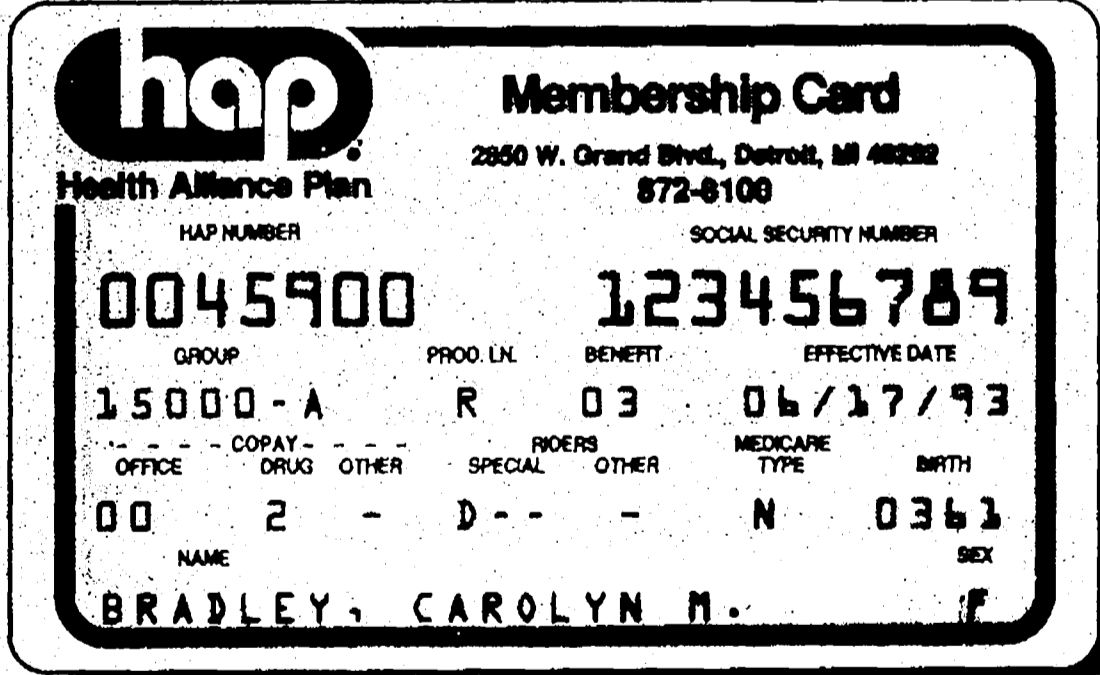 hap
Membership Card
2850 W. Grand Blvd., Detroit, MI 48202
Health Alliance Plan
872-8100
HAP NUMBER SOCIAL SECURITY NUMBER
0045900 123456789
GROUP PROD. LN. BENEFIT EFFECTIVE DATE
15000-A R 03 06/17/93
- - - - - COPAY - - - - RIDERS MEDICARE
OFFICE DRUG OTHER SPECIAL OTHER TYPE BIRTH
00 2 - D-- - N 0361
NAME SEX
BRADLEY, CAROLYN M. F